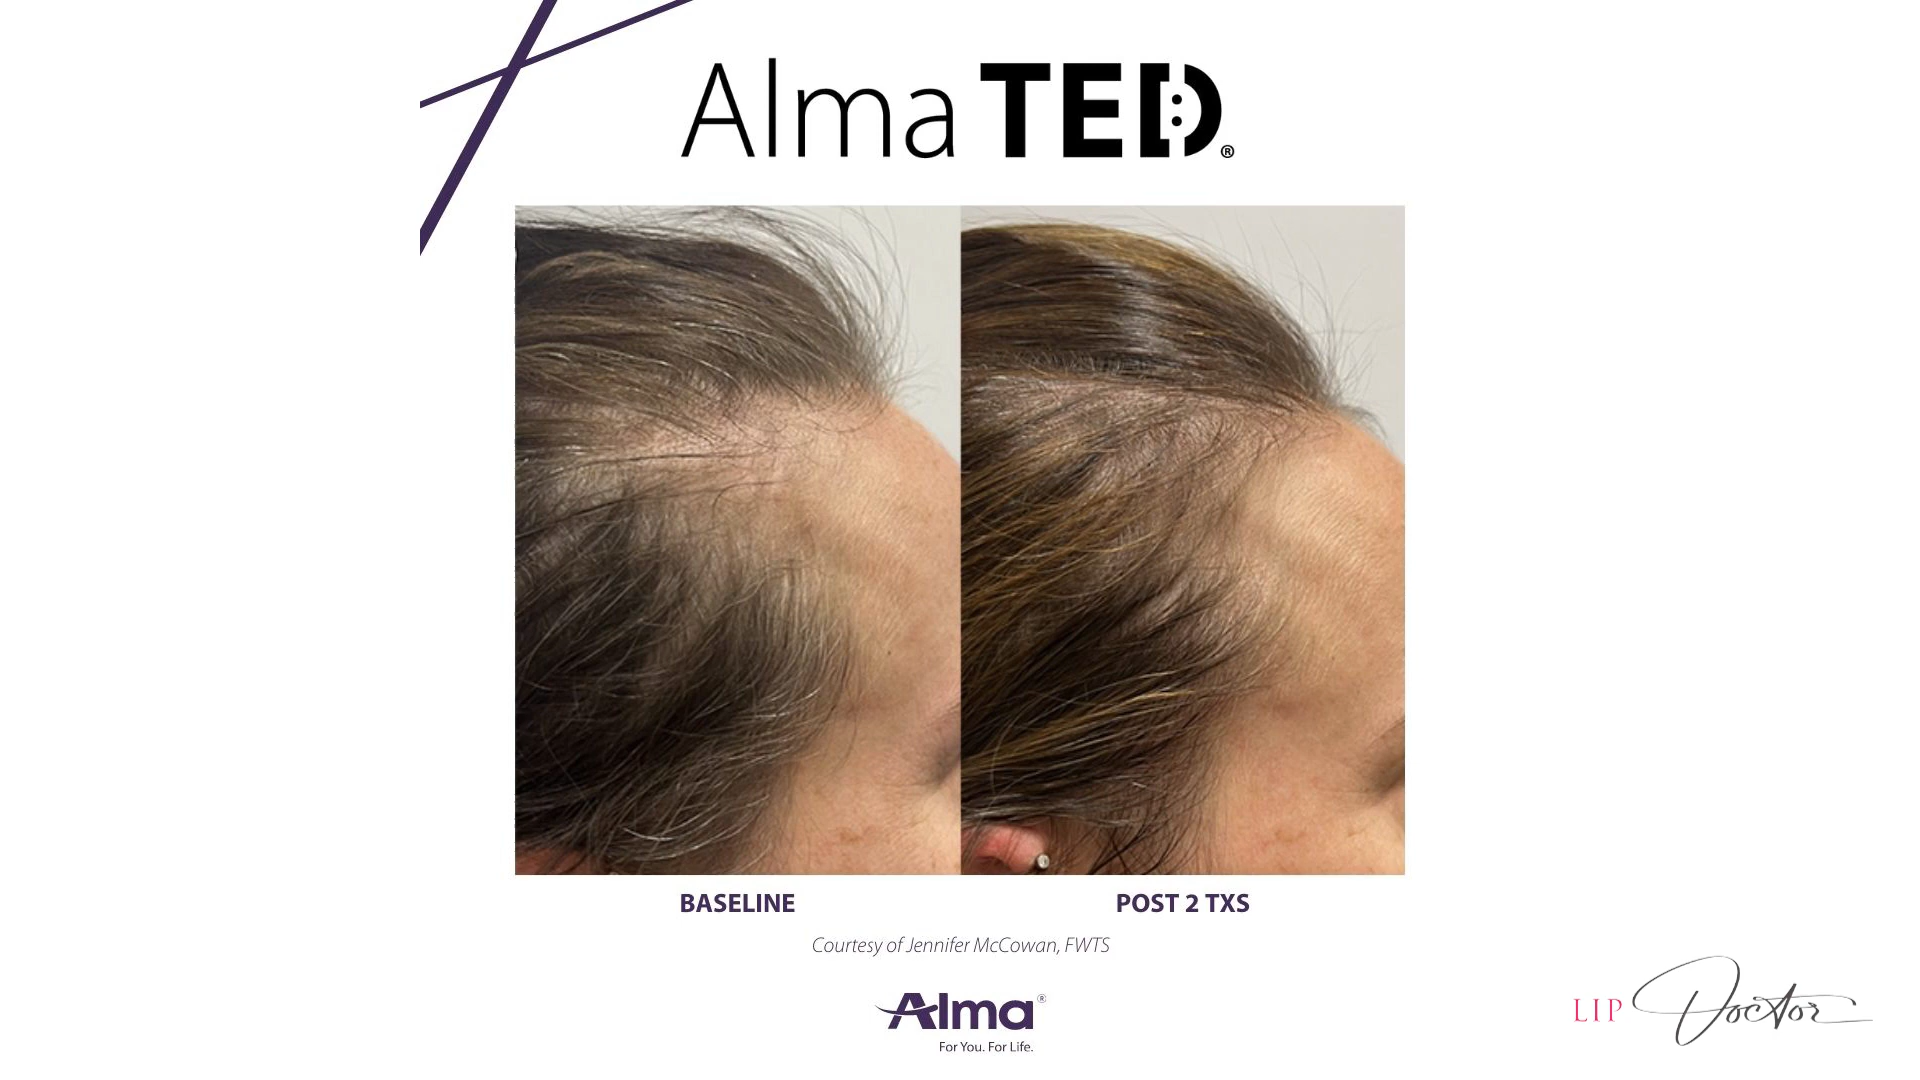 Alma TED®
BASELINE
POST 2 TXS
Courtesy of Jennifer McCowan, FWTS
Alma®
For You. For Life.
LIP Doctor